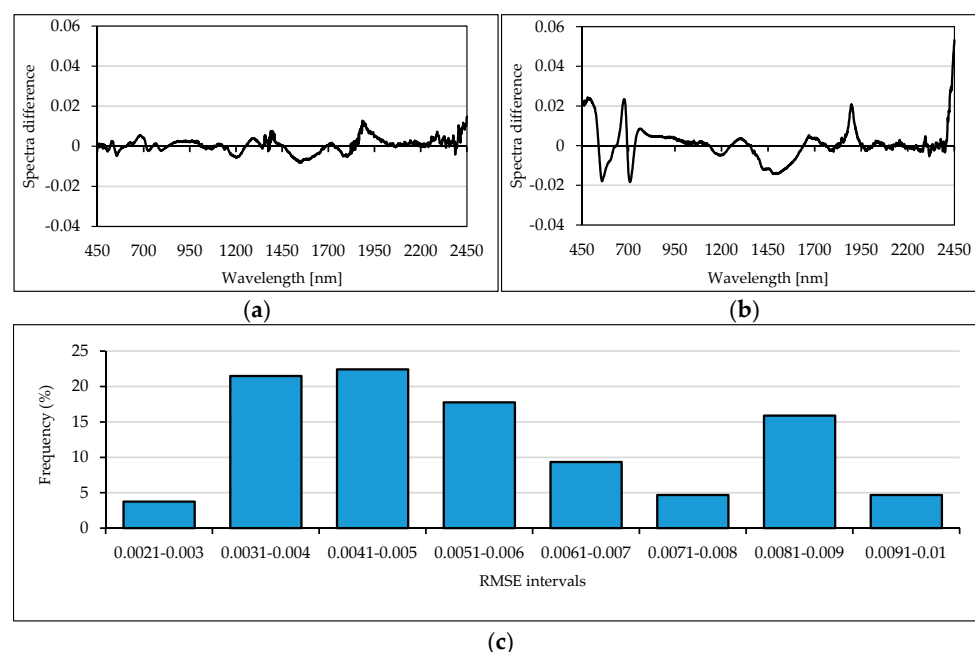 0.06
0.04
0.02
0
-0.02
-0.04
Spectra difference
450 700 950 1200 1450 1700 1950 2200 2450
Wavelength [nm]
(a)
0.06
0.04
0.02
0
-0.02
-0.04
Spectra difference
450 700 950 1200 1450 1700 1950 2200 2450
Wavelength [nm]
(b)
25
20
15
10
5
0
Frequency (%)
0.0021-0.003 0.0031-0.004 0.0041-0.005 0.0051-0.006 0.0061-0.007 0.0071-0.008 0.0081-0.009 0.0091-0.01
RMSE intervals
(c)